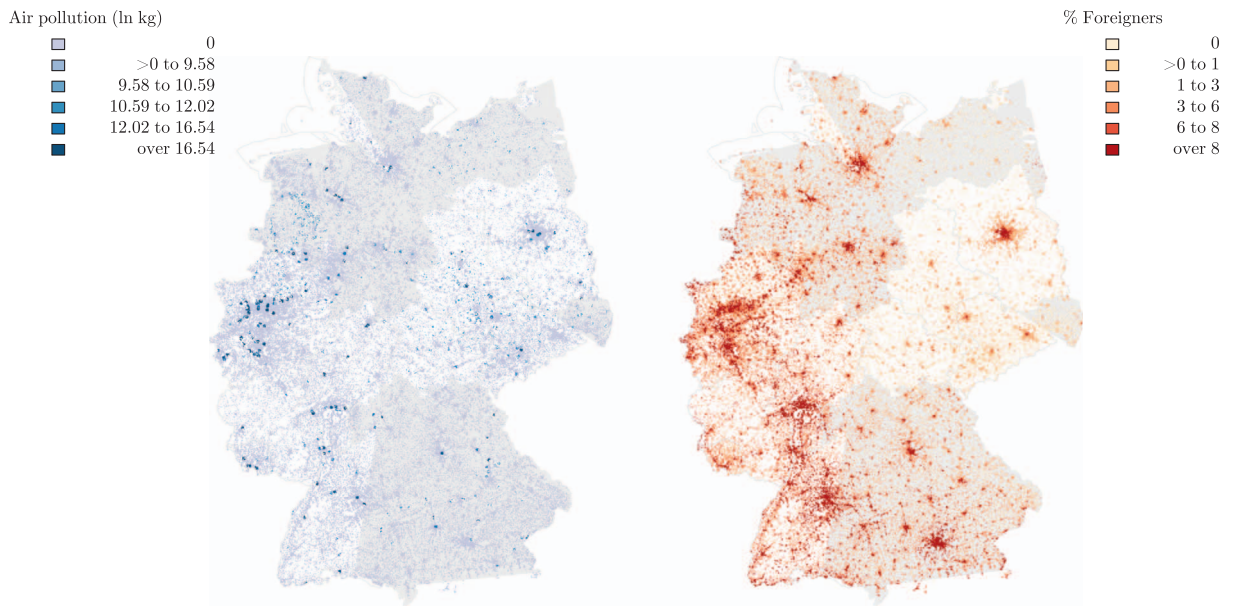 Air pollution (ln kg)
0
>0 to 9.58
9.58 to 10.59
10.59 to 12.02
12.02 to 16.54
over 16.54
% Foreigners
0
>0 to 1
1 to 3
3 to 6
6 to 8
over 8